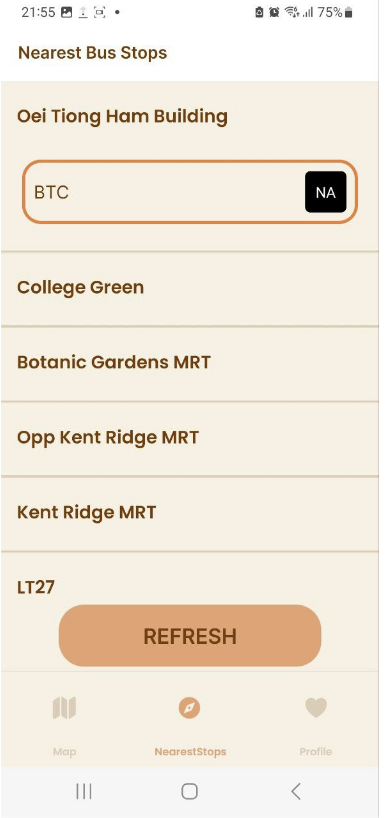 21:55
75%
Nearest Bus Stops
Oei Tiong Ham Building
BTC
NA
College Green
Botanic Gardens MRT
Opp Kent Ridge MRT
Kent Ridge MRT
LT27
REFRESH
Map
NearestStops
Profile